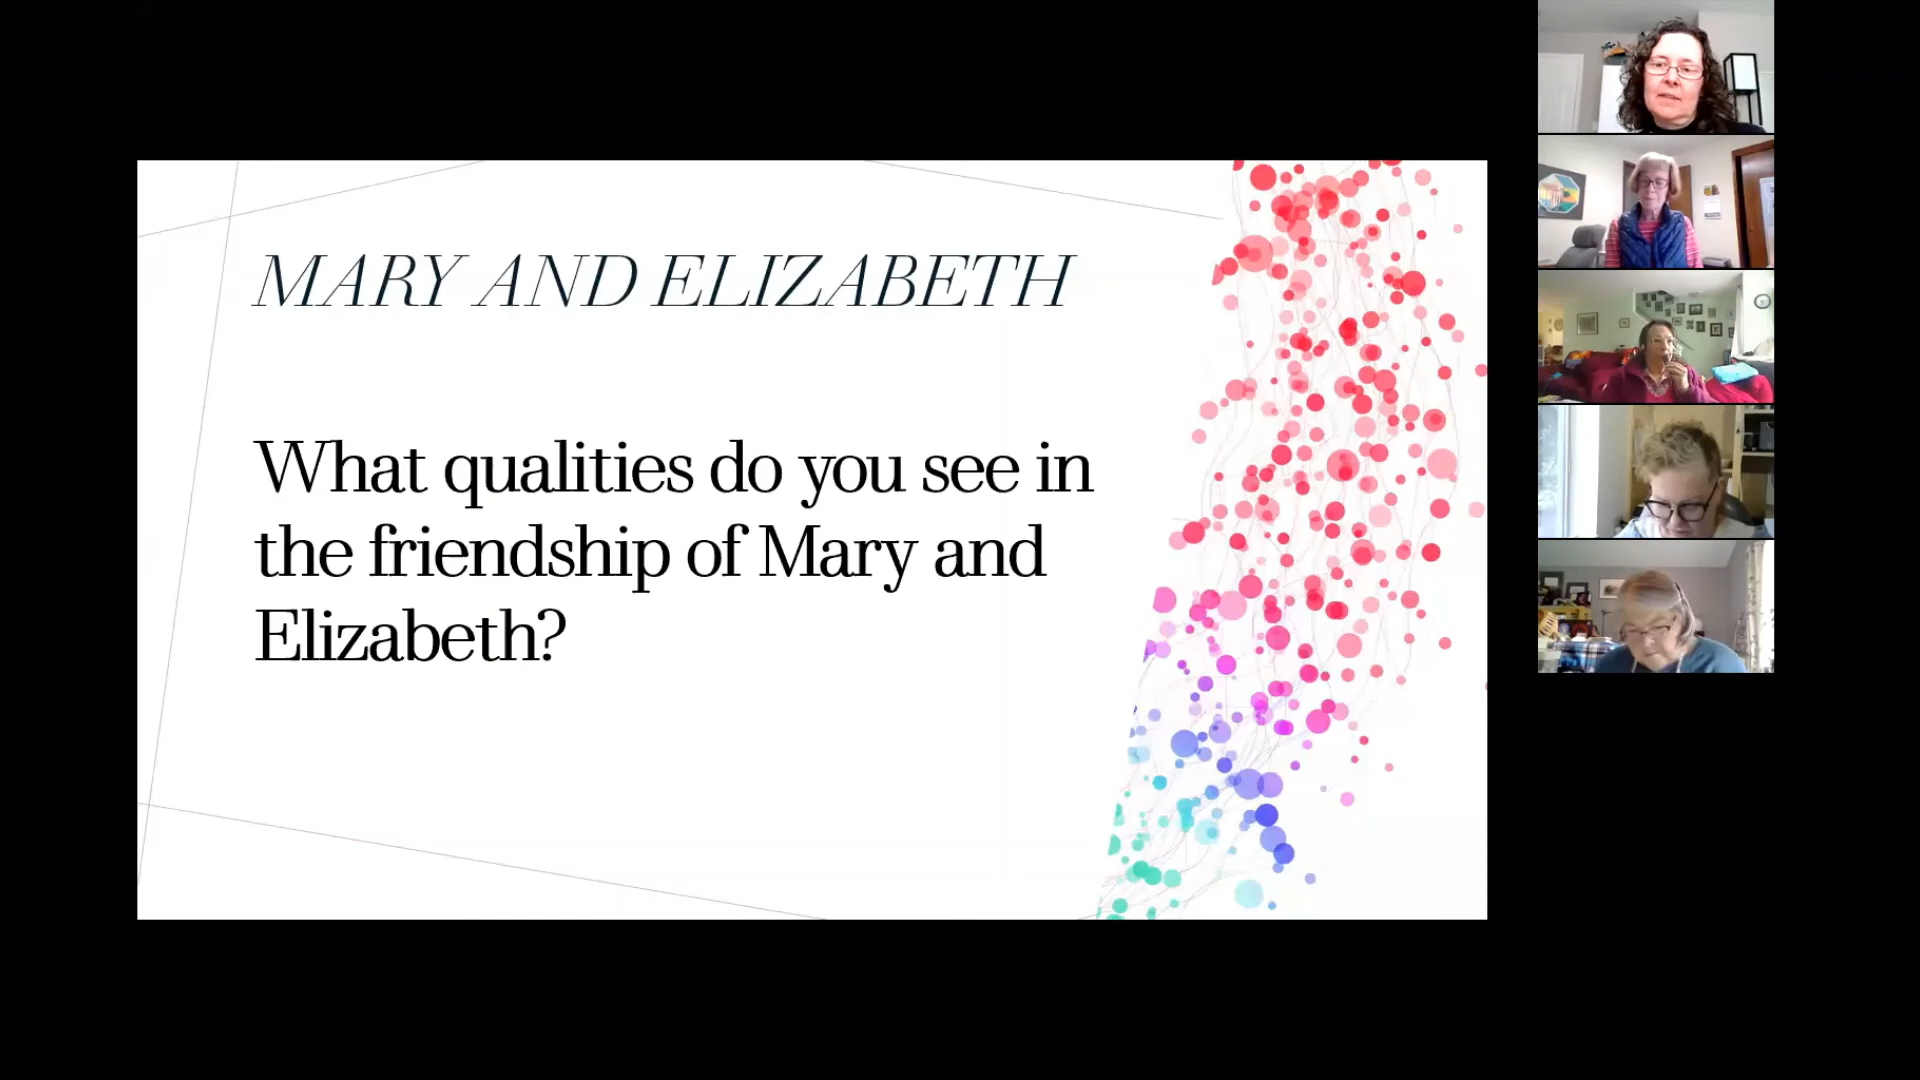 MARY AND ELIZABETH
What qualities do you see in
the friendship of Mary and
Elizabeth?